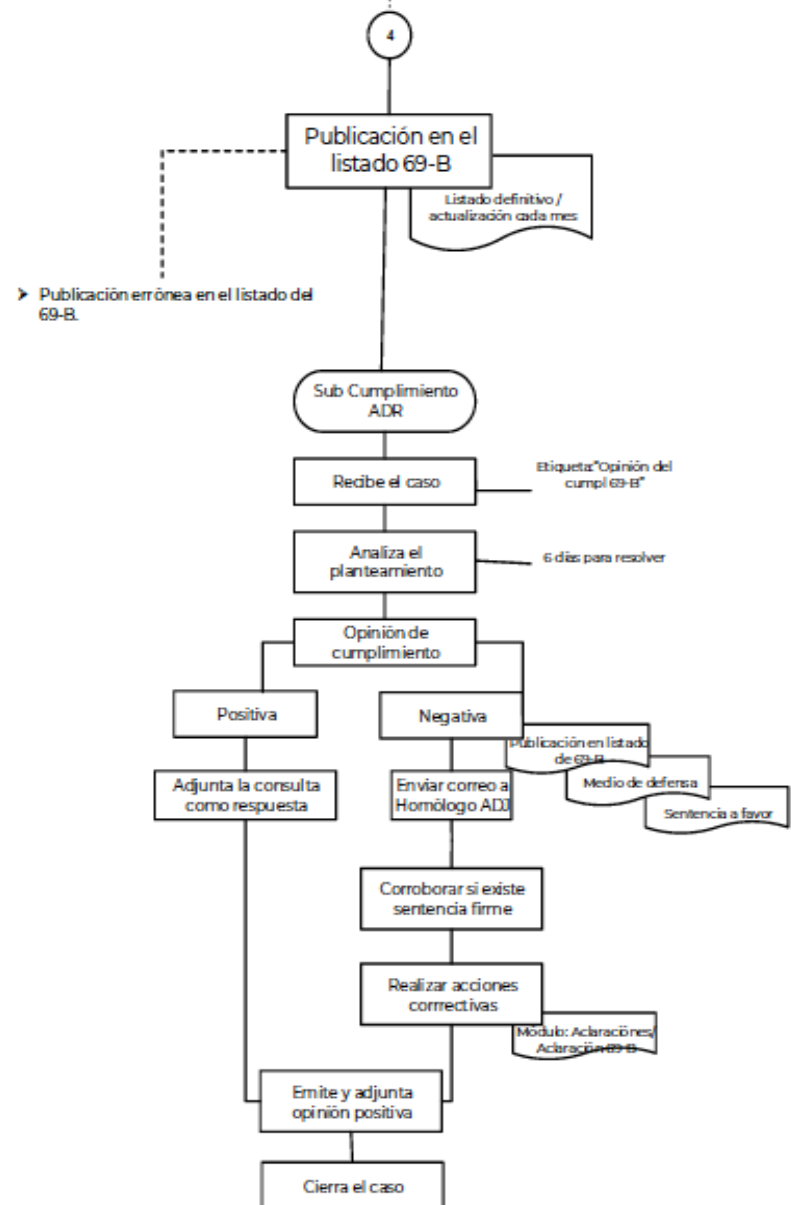 4
Publicación en el
listado 69-B
Listado definitivo /
actualización cada mes
➤ Publicación errónea en el listado del
69-B.
Sub Cumplimiento
ADR
Recibe el caso
Etiqueta:"Opinión del
cumpl 69-B"
Analiza el
planteamiento
6 días para resolver
Opinión de
cumplimiento
Positiva
Negativa
Publicación en listado
de 69-B
Medio de defensa
Sentencia a favor
Adjunta la consulta
como respuesta
Enviar correo a
Homólogo ADJ
Corroborar si existe
sentencia firme
Realizar acciones
corrrectivas
Módulo: Aclaraciónes/
Aclaración 69-B
Emite y adjunta
opinión positiva
Cierra el caso